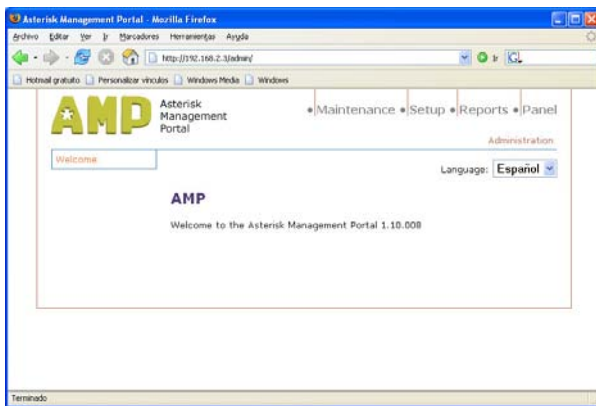 Asterisk Management Portal - Mozilla Firefox
Archivo Editar Ver Ir Marcadores Herramientas Ayuda
http://192.168.2.3/admin/ Ir
Hotmail gratuito Personalizar vínculos Windows Media Windows
AMP Asterisk Management Portal
Maintenance Setup Reports Panel
Administration
Welcome
Language: Español
AMP
Welcome to the Asterisk Management Portal 1.10.008
Terminado